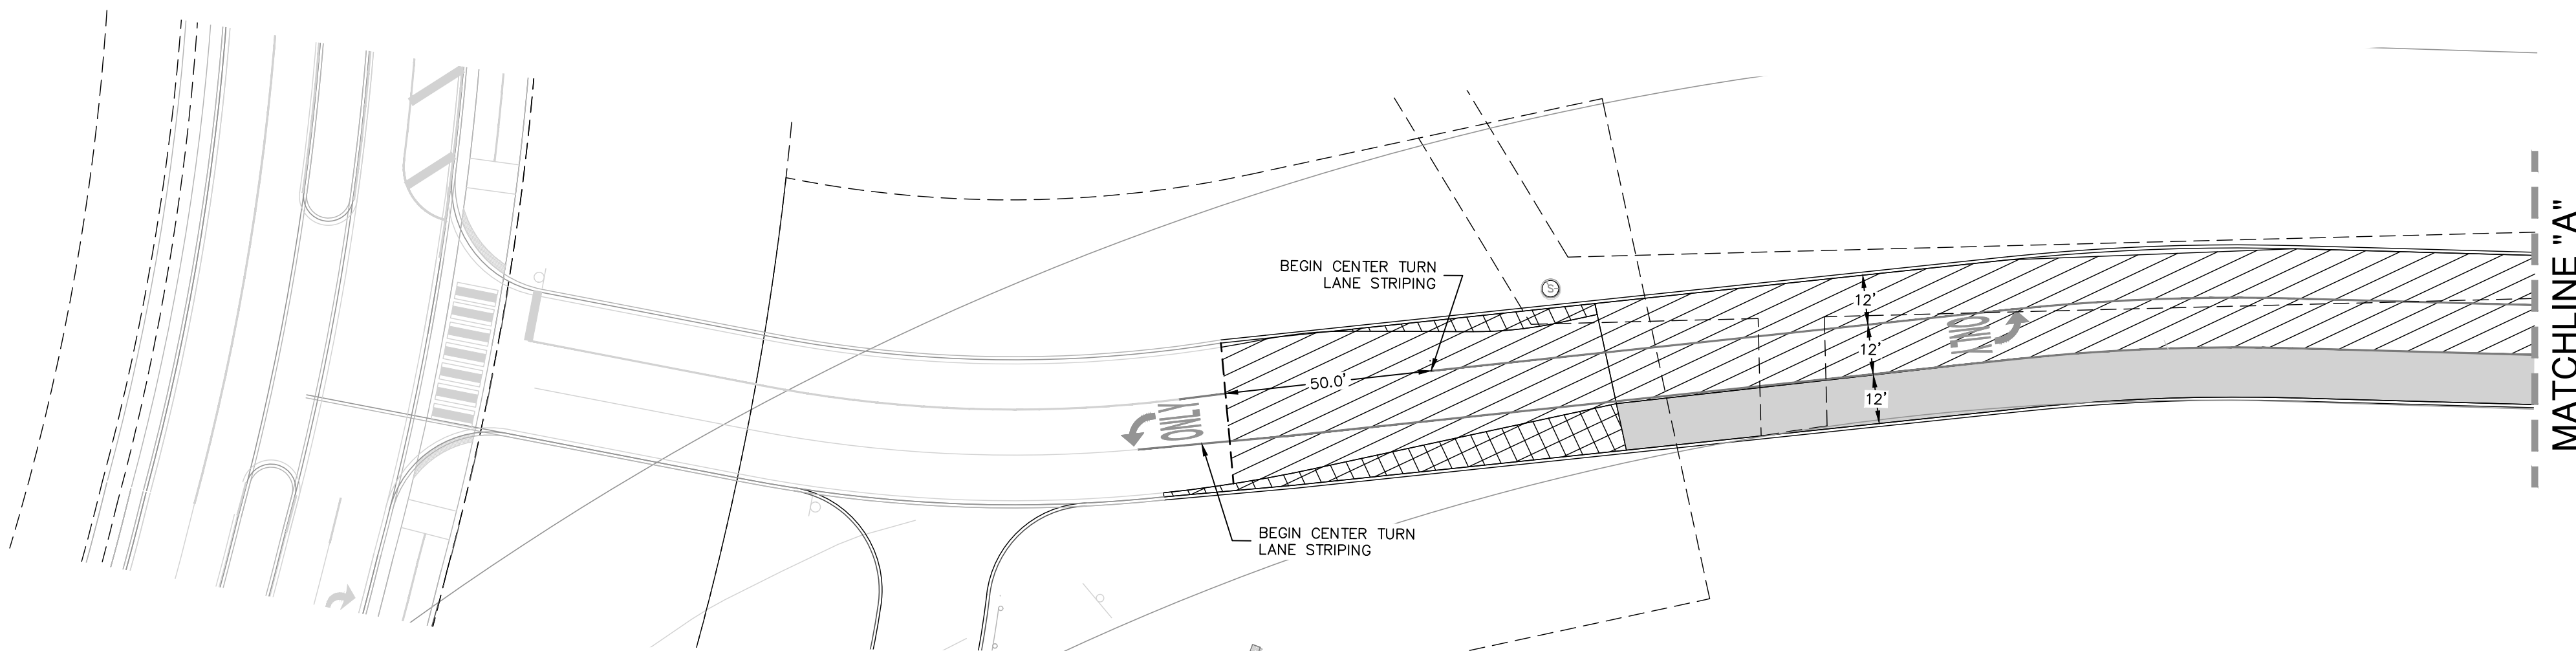 BEGIN CENTER TURN
LANE STRIPING
S
12'
12'
12'
ONLY
50.0'
ONLY
BEGIN CENTER TURN
LANE STRIPING
MATCHLINE "A"